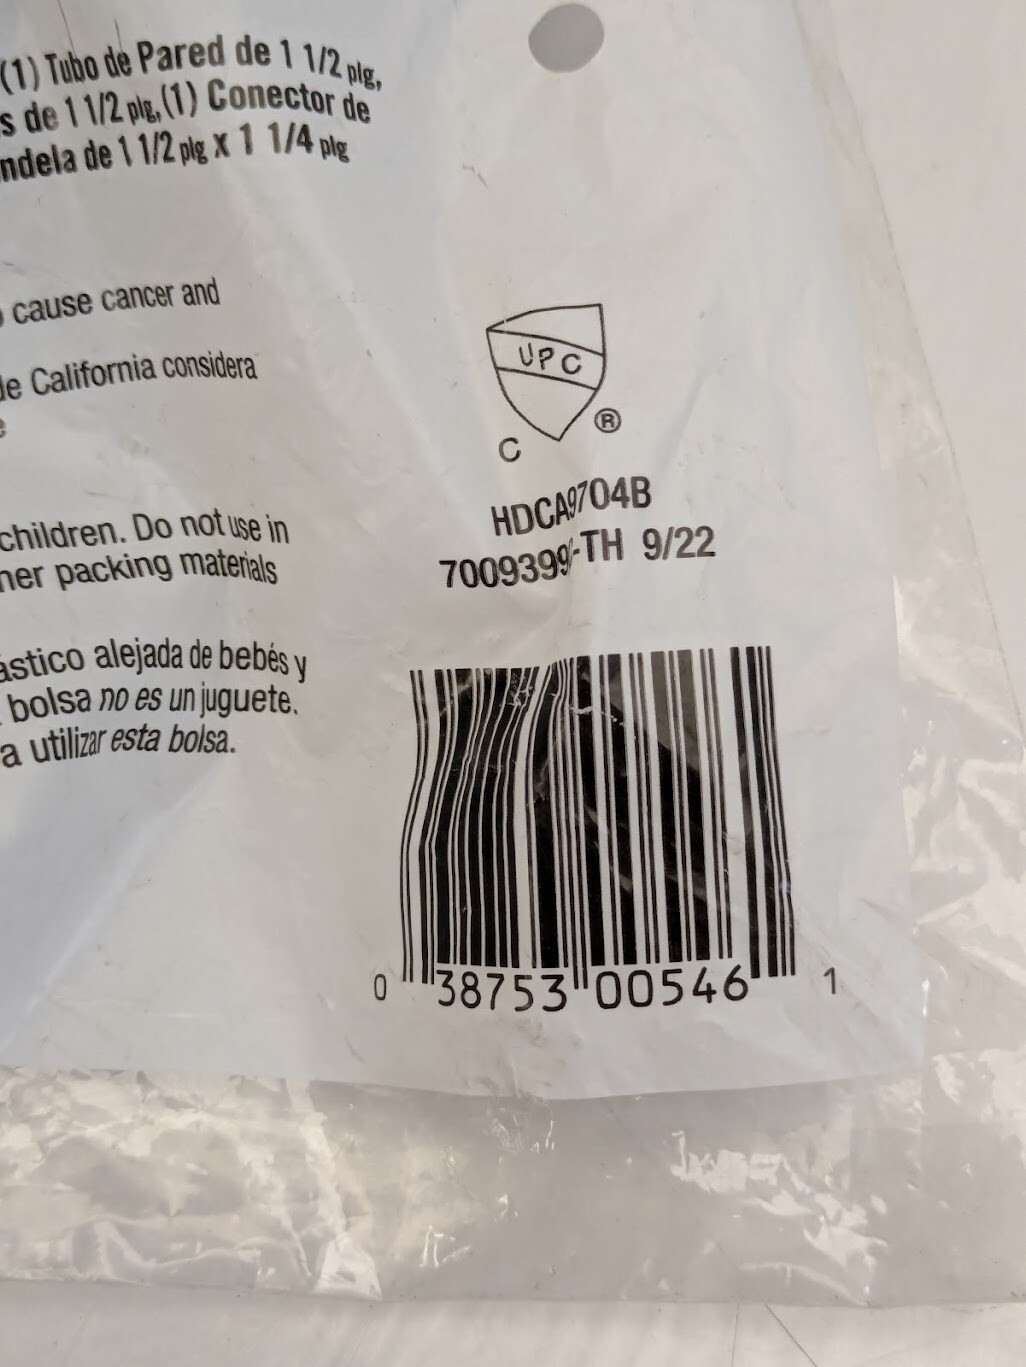 (1) Tubo de Pared de 1 1/2 plg,
s de 1 1/2 plg, (1) Conector de
ndela de 1 1/2 plg x 1 1/4 plg
cause cancer and
de California considera
e
children. Do not use in
her packing materials
ástico alejada de bebés y
bolsa no es un juguete.
a utilizar esta bolsa.
UPC
®
C
HDCA9704B
7009399-TH 9/22
0 38753 00546 1